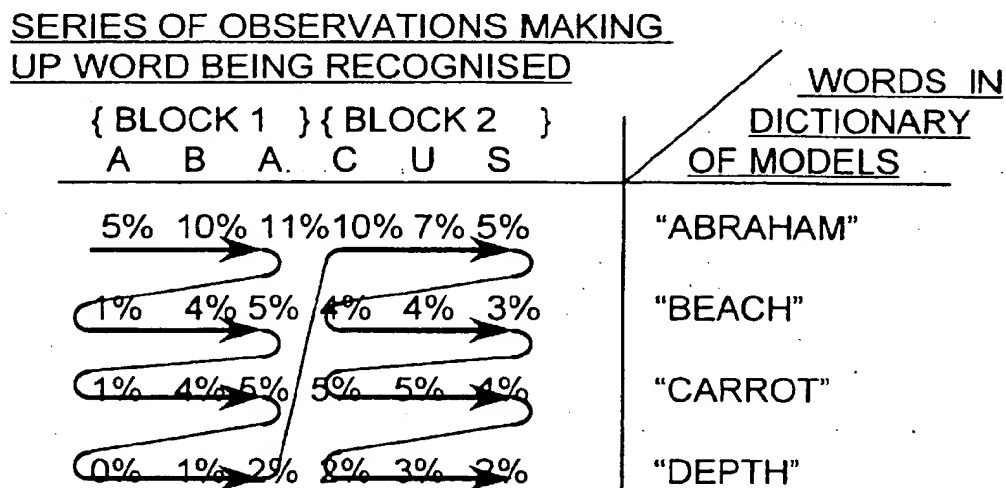 SERIES OF OBSERVATIONS MAKING
UP WORD BEING RECOGNISED
WORDS IN
DICTIONARY
OF MODELS
{ BLOCK 1 } { BLOCK 2 }
A B A. C U S
5% 10% 11% 10% 7% 5% "ABRAHAM"
1% 4% 5% 4% 4% 3% "BEACH"
1% 4% 5% 5% 5% 4% "CARROT"
0% 1% 2% 2% 3% 2% "DEPTH"